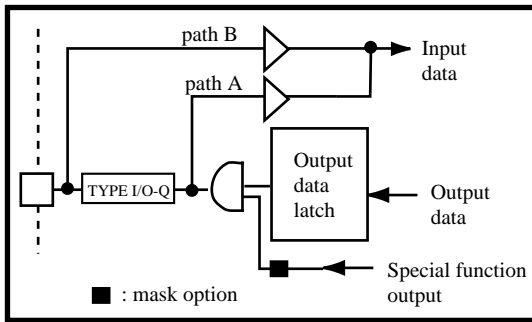 path B
Input
data
path A
TYPE I/O-Q
Output
data
latch
Output
data
Special function
output
: mask option